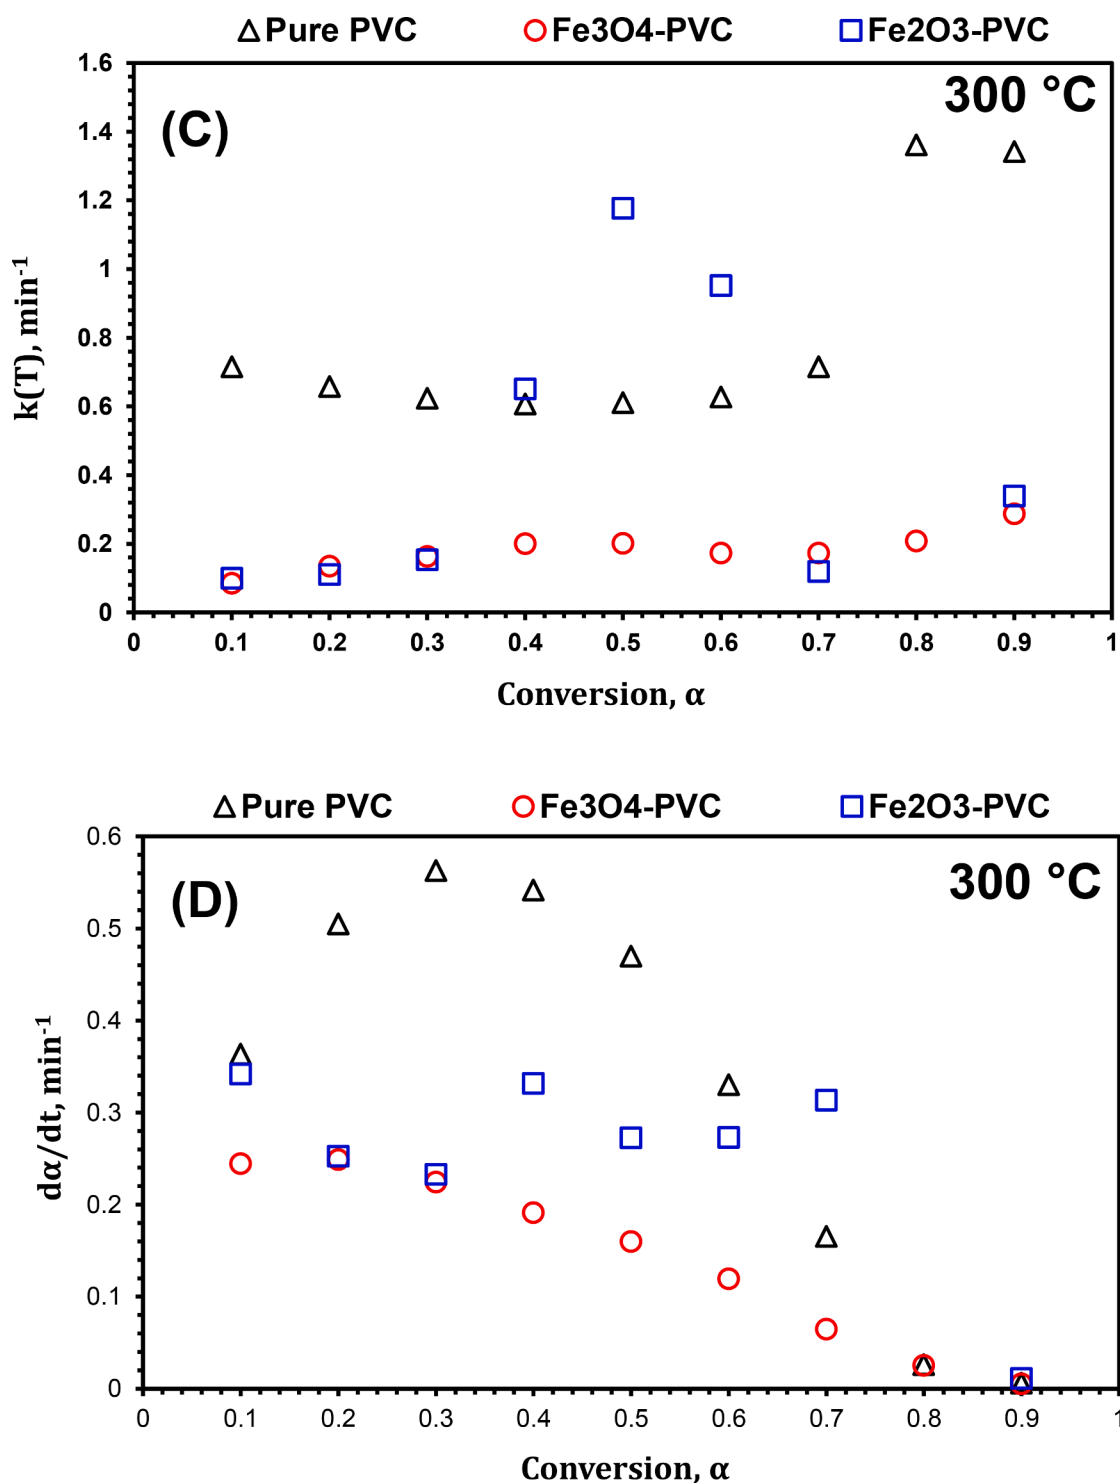 Pure PVC Fe3O4-PVC Fe2O3-PVC
1.6
300 °C
(C)
1.4
1.2
1
0.8
0.6
0.4
0.2
0
k(T), min-1
0 0.1 0.2 0.3 0.4 0.5 0.6 0.7 0.8 0.9 1
Conversion, α
Pure PVC Fe3O4-PVC Fe2O3-PVC
0.6
300 °C
(D)
0.5
0.4
0.3
0.2
0.1
0
dα/dt, min-1
0 0.1 0.2 0.3 0.4 0.5 0.6 0.7 0.8 0.9 1
Conversion, α